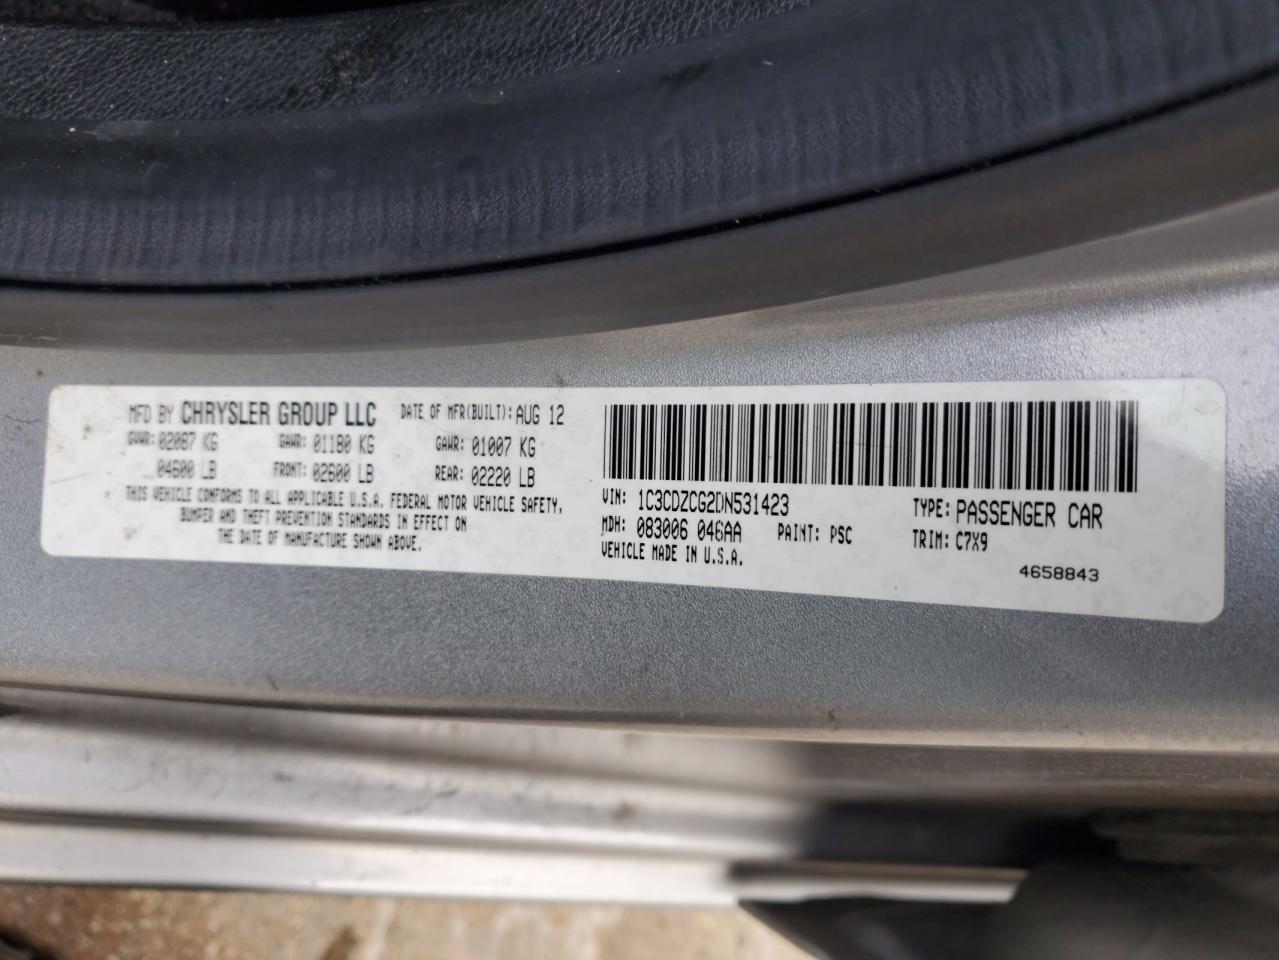 MFD BY CHRYSLER GROUP LLC DATE OF MFR(BUILT): AUG 12
GVWR: 02087 KG GAWR: 01180 KG GAWR: 01007 KG
04600 LB FRONT: 02600 LB REAR: 02220 LB
THIS VEHICLE CONFORMS TO ALL APPLICABLE U.S.A. FEDERAL MOTOR VEHICLE SAFETY,
BUMPER AND THEFT PREVENTION STANDARDS IN EFFECT ON
THE DATE OF MANUFACTURE SHOWN ABOVE.
VIN: 1C3CDZCG2DN531423 TYPE: PASSENGER CAR
MDH: 083006 046AA PAINT: PSC TRIM: C7X9
VEHICLE MADE IN U.S.A.
4658843